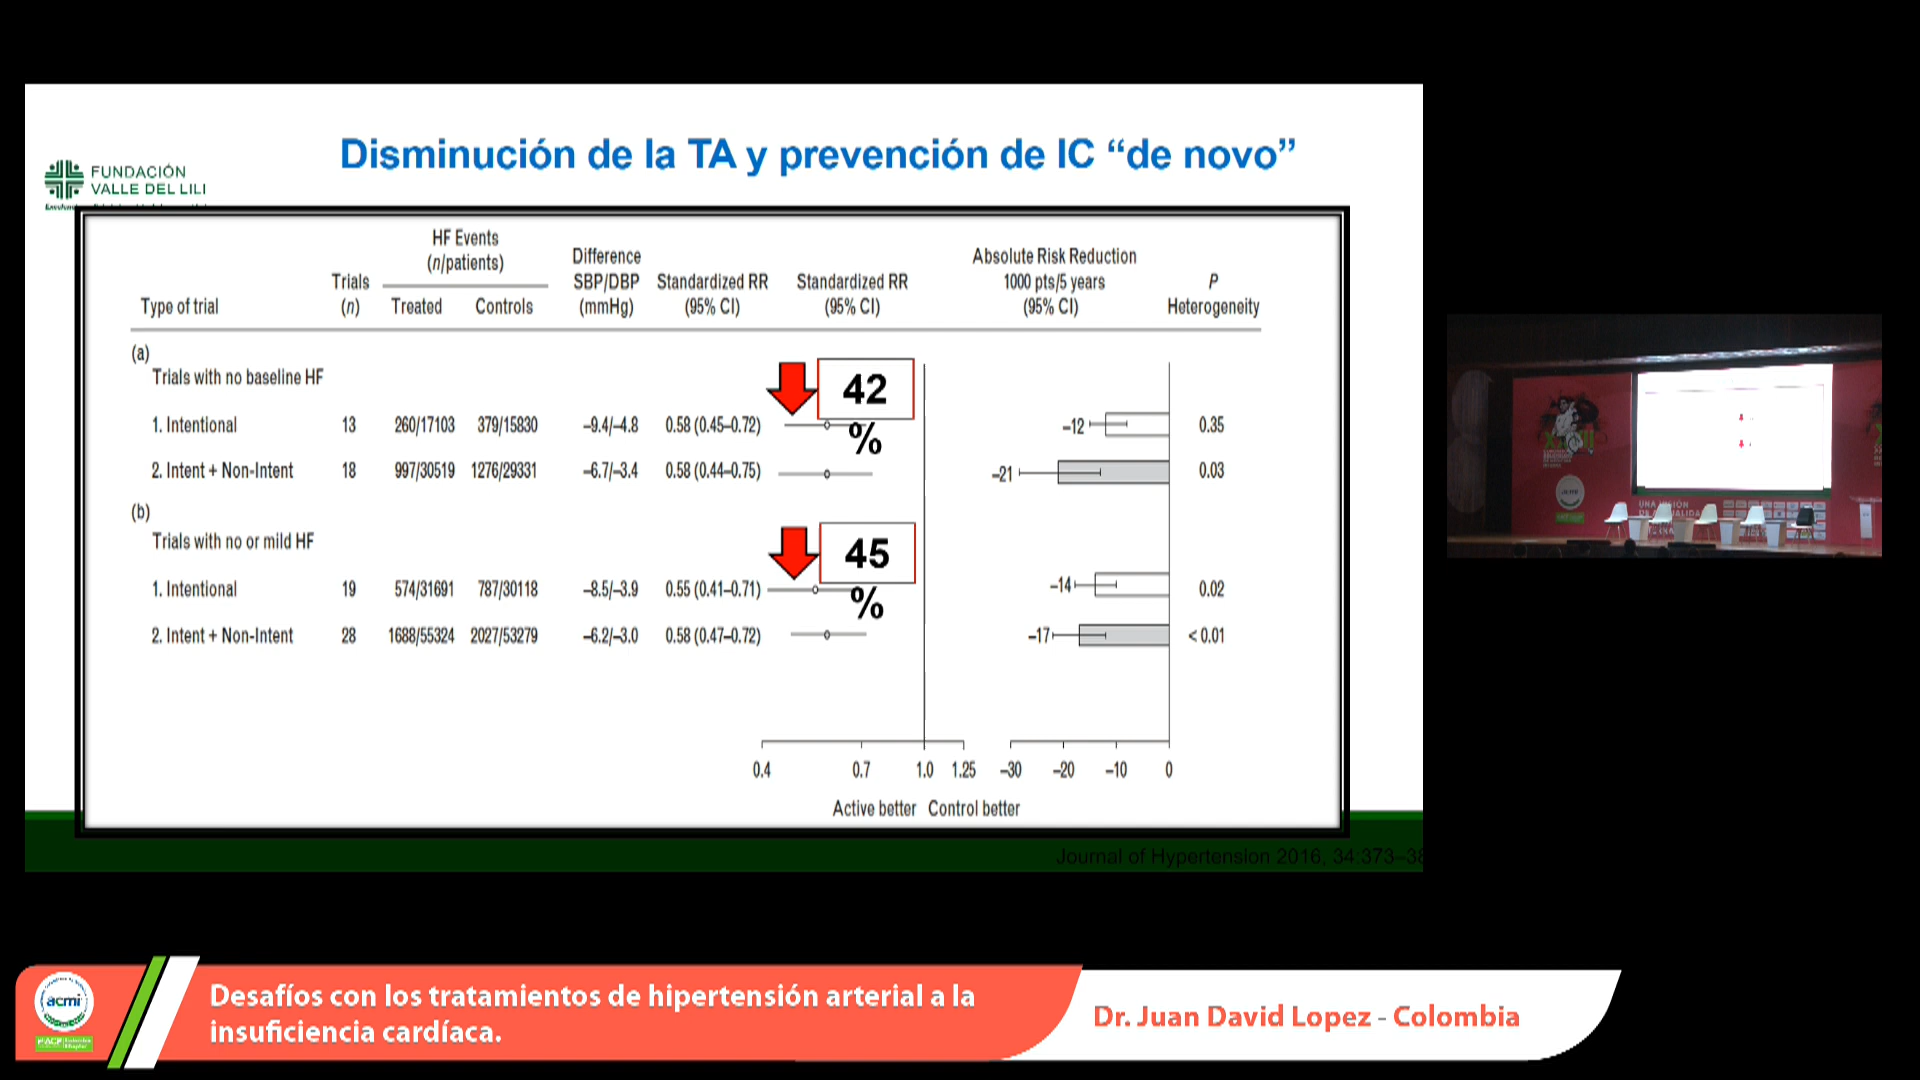 Disminución de la TA y prevención de IC “de novo”
FUNDACIÓN
VALLE DEL LILI
HF Events
(n/patients)
Difference
SBP/DBP
(mmHg)
Absolute Risk Reduction
1000 pts/5 years
(95% CI)
Type of trial
Trials
(n)
Treated
Controls
Standardized RR
(95% CI)
Standardized RR
(95% CI)
P
Heterogeneity
(a)
Trials with no baseline HF
42
%
1. Intentional 13 260/17103 379/15830 –9.4/–4.8 0.58 (0.45–0.72) –12 0.35
2. Intent + Non-Intent 18 997/30519 1276/29331 –6.7/–3.4 0.58 (0.44–0.75) –21 0.03
(b)
Trials with no or mild HF
45
%
1. Intentional 19 574/31691 787/30118 –8.5/–3.9 0.55 (0.41–0.71) –14 0.02
2. Intent + Non-Intent 28 1688/55324 2027/53279 –6.2/–3.0 0.58 (0.47–0.72) –17 < 0.01
0.4 0.7 1.0 1.25 –30 –20 –10 0
Active better Control better
Journal of Hypertension 2016, 34:373–38
acmi
Desafíos con los tratamientos de hipertensión arterial a la
insuficiencia cardíaca.
Dr. Juan David Lopez - Colombia